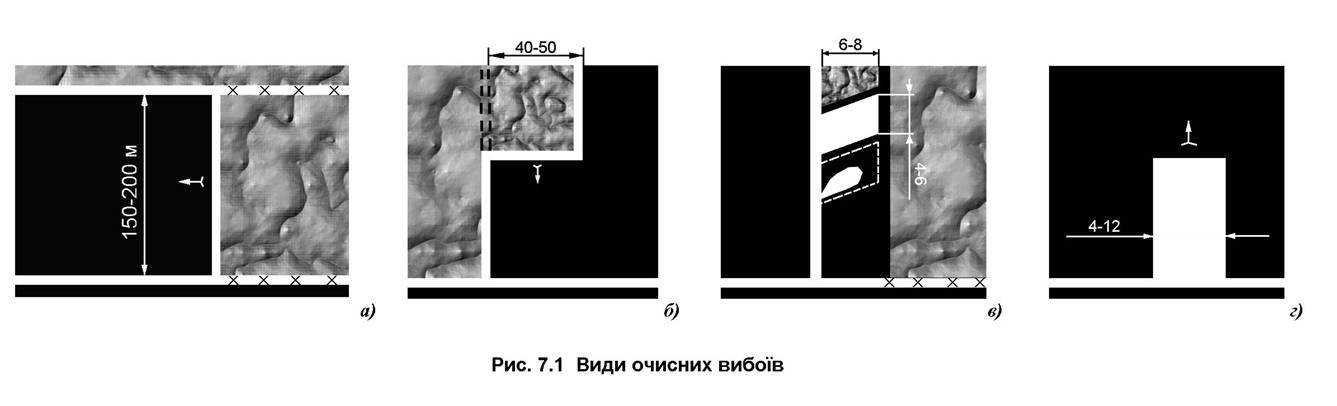 40-50
6-8
150-200 м
4-6
4-12
а)
б)
в)
г)
Рис. 7.1 Види очисних вибоїв